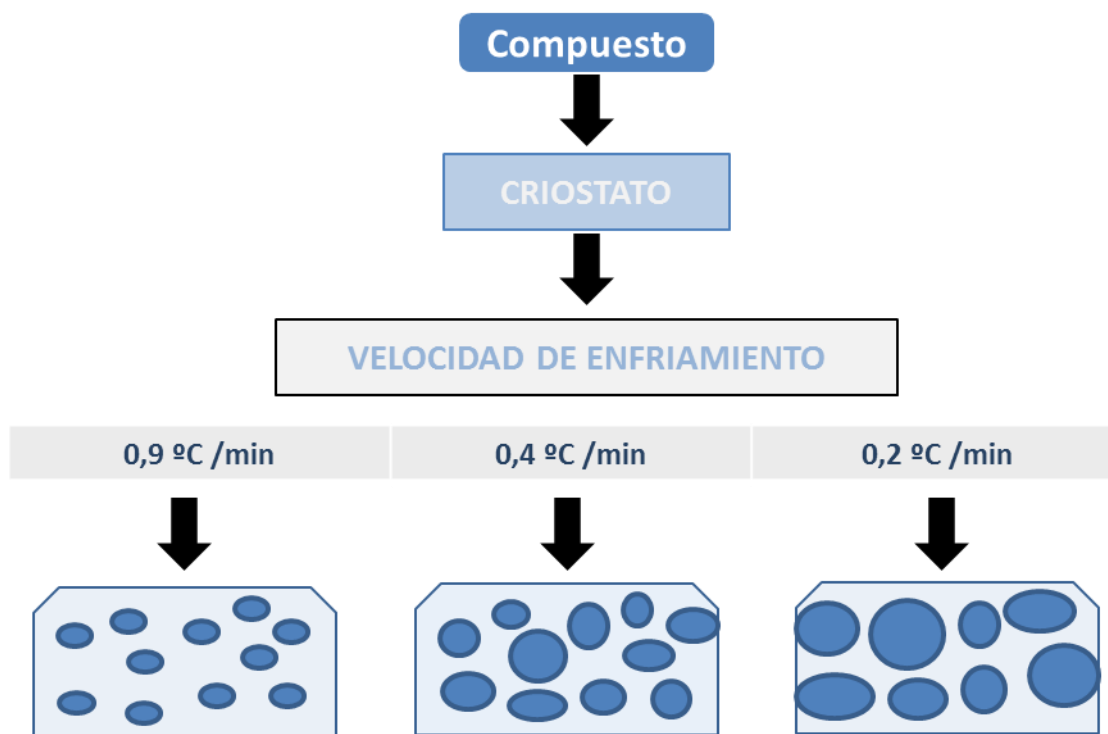 Compuesto
CRIOSTATO
VELOCIDAD DE ENFRIAMIENTO
0,9 ºC /min
0,4 ºC /min
0,2 ºC /min